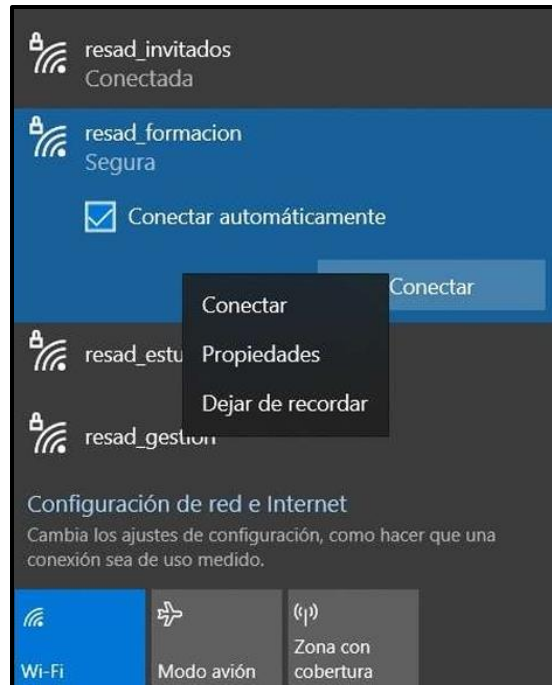 resad_invitados
Conectada
resad_formacion
Segura
Conectar automáticamente
Conectar
Conectar
Propiedades
Dejar de recordar
resad_estu
resad_gestion
Configuración de red e Internet
Cambia los ajustes de configuración, como hacer que una
conexión sea de uso medido.
Wi-Fi
Modo avión
Zona con
cobertura